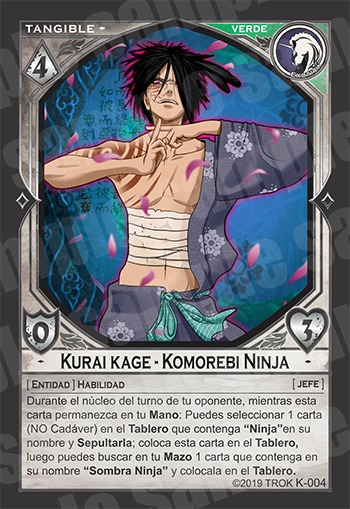 TANGIBLE
VERDE
4
0
3
KURAI KAGE - KOMOREBI NINJA
[ ENTIDAD ] HABILIDAD
[ JEFE ]
Durante el núcleo del turno de tu oponente, mientras esta
carta permanezca en tu Mano: Puedes seleccionar 1 carta
(NO Cadáver) en el Tablero que contenga “Ninja”en su
nombre y Sepultarla; coloca esta carta en el Tablero,
luego puedes buscar en tu Mazo 1 carta que contenga en
su nombre “Sombra Ninja” y colocala en el Tablero.
©2019 TROK K-004